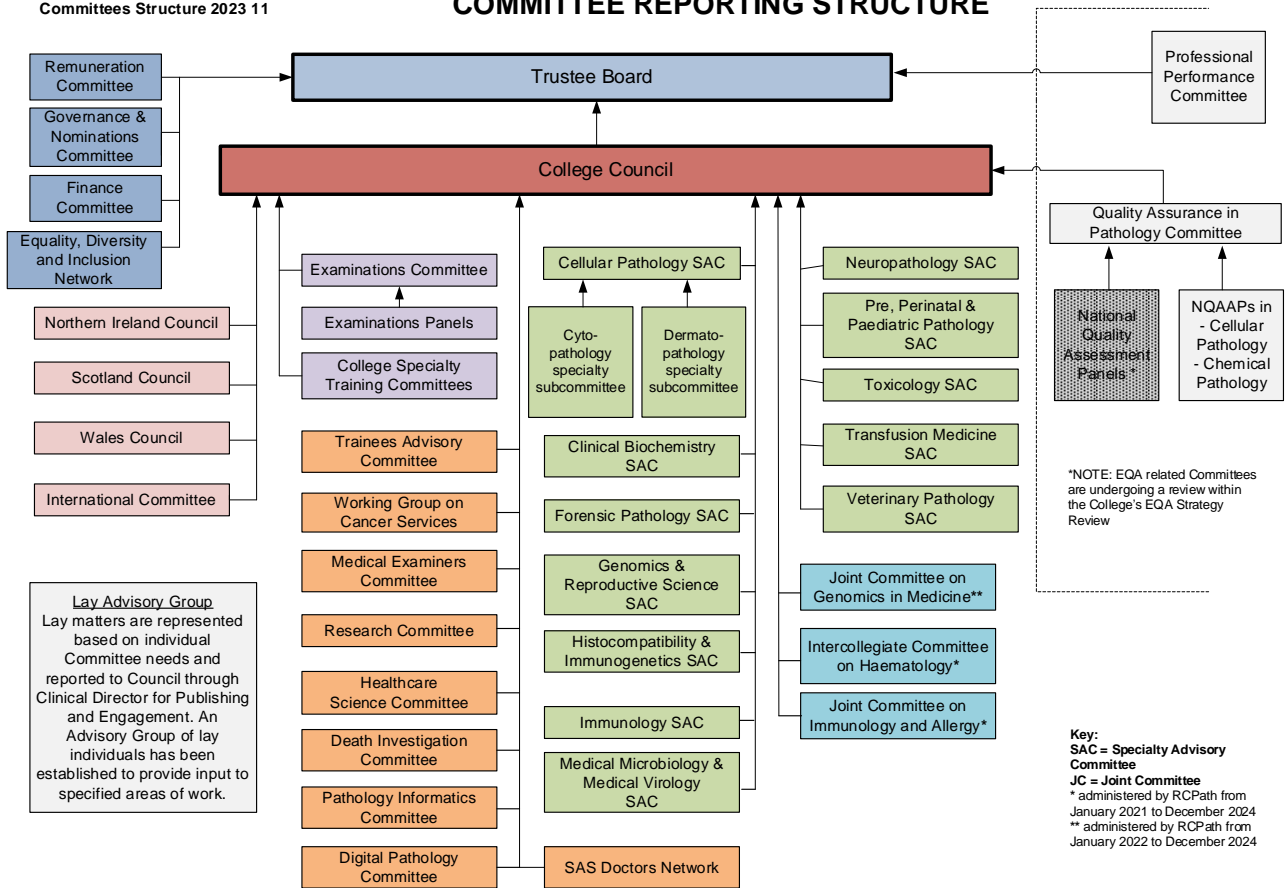 Committees Structure 2023 11
COMMITTEE REPORTING STRUCTURE
Remuneration
Committee
Governance &
Nominations
Committee
Finance
Committee
Equality, Diversity
and Inclusion
Network
Trustee Board
Professional
Performance
Committee
College Council
Quality Assurance in
Pathology Committee
National
Quality
Assessment
Panels *
NQAAPs in
- Cellular
Pathology
- Chemical
Pathology
*NOTE: EQA related Committees
are undergoing a review within
the College's EQA Strategy
Review
Northern Ireland Council
Scotland Council
Wales Council
International Committee
Examinations Committee
Examinations Panels
College Specialty
Training Committees
Trainees Advisory
Committee
Working Group on
Cancer Services
Medical Examiners
Committee
Research Committee
Healthcare
Science Committee
Death Investigation
Committee
Pathology Informatics
Committee
Digital Pathology
Committee
SAS Doctors Network
Cellular Pathology SAC
Cyto-
pathology
specialty
subcommittee
Dermato-
pathology
specialty
subcommittee
Clinical Biochemistry
SAC
Forensic Pathology SAC
Genomics &
Reproductive Science
SAC
Histocompatibility &
Immunogenetics SAC
Immunology SAC
Medical Microbiology &
Medical Virology
SAC
Neuropathology SAC
Pre, Perinatal &
Paediatric Pathology
SAC
Toxicology SAC
Transfusion Medicine
SAC
Veterinary Pathology
SAC
Joint Committee on
Genomics in Medicine**
Intercollegiate Committee
on Haematology*
Joint Committee on
Immunology and Allergy*
Lay Advisory Group
Lay matters are represented
based on individual
Committee needs and
reported to Council through
Clinical Director for Publishing
and Engagement. An
Advisory Group of lay
individuals has been
established to provide input to
specified areas of work.
Key:
SAC = Specialty Advisory
Committee
JC = Joint Committee
* administered by RCPath from
January 2021 to December 2024
** administered by RCPath from
January 2022 to December 2024